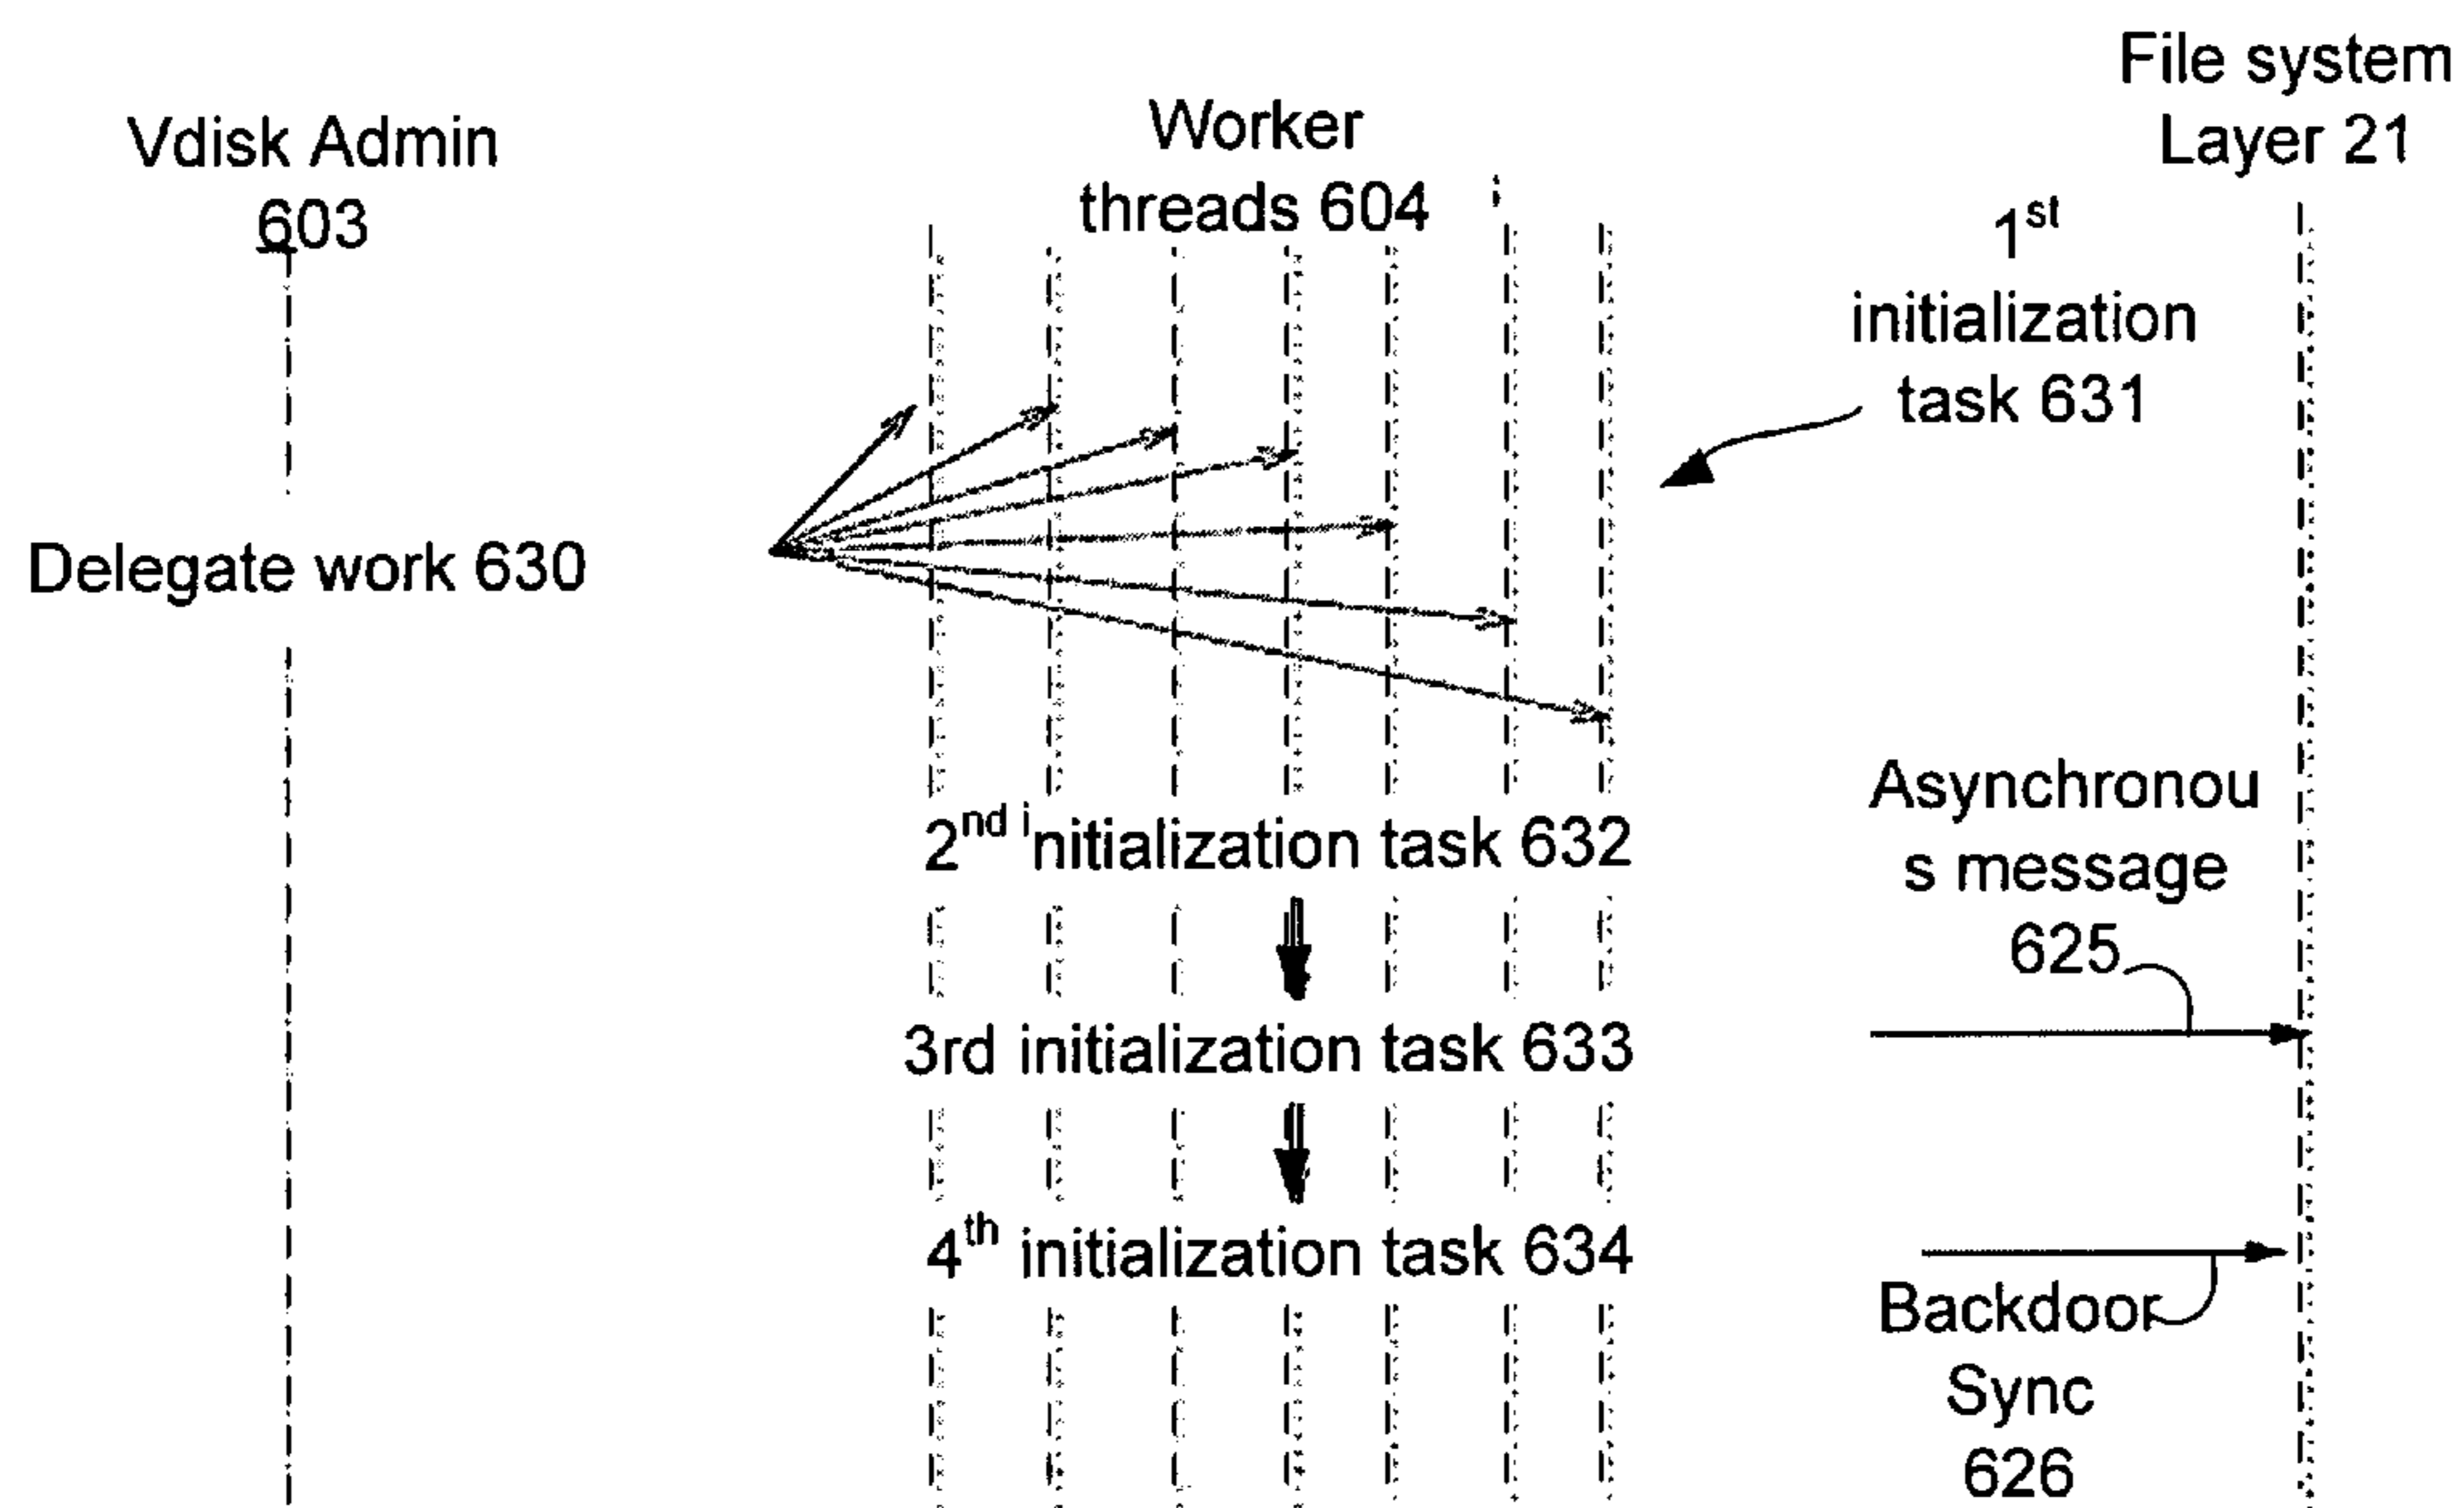 File system
Layer 21
Vdisk Admin
603
Worker
threads 604
1st
initialization
task 631
Delegate work 630
Asynchronou
s message
625
2nd initialization task 632
3rd initialization task 633
4th initialization task 634
Backdoor
Sync
626